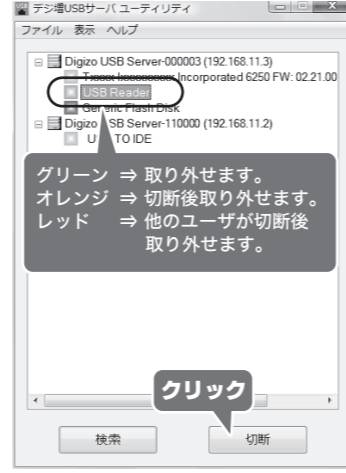 デジ増USBサーバ ユーティリティ
ファイル 表示 ヘルプ
Digizo USB Server-000003 (192.168.11.3)
Incorporated 6250 FW: 02.21.00
USB Reader
Generic Flash Disk
Digizo USB Server-110000 (192.168.11.2)
TO IDE
グリーン ⇒ 取り外せます。
オレンジ ⇒ 切断後取り外せます。
レッド ⇒ 他のユーザが切断後
取り外せます。
クリック
検索 切断